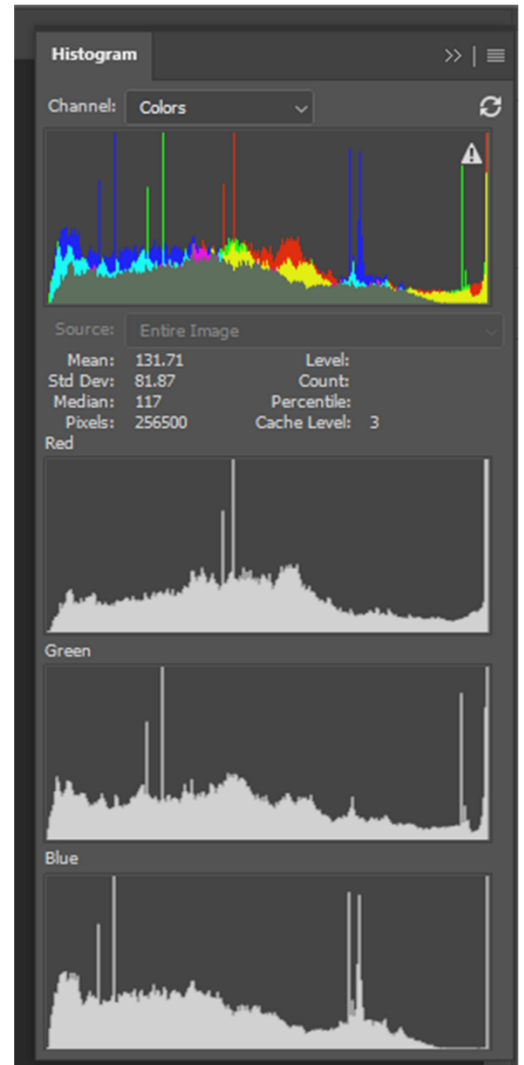 Histogram
Channel: Colors
Source: Entire Image
Mean: 131.71 Level:
Std Dev: 81.87 Count:
Median: 117 Percentile:
Pixels: 256500 Cache Level: 3
Red
Green
Blue